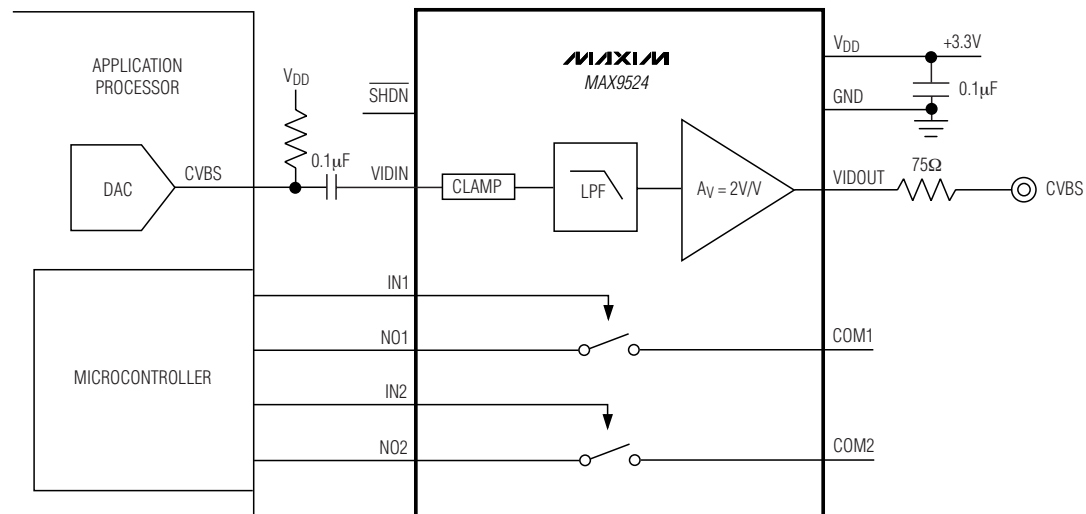 APPLICATION
PROCESSOR
DAC
CVBS
VDD
0.1µF
VIDIN
SHDN
MAXIM
MAX9524
CLAMP
LPF
AV = 2V/V
VDD
+3.3V
0.1µF
GND
VIDOUT
75Ω
CVBS
MICROCONTROLLER
IN1
NO1
COM1
IN2
NO2
COM2